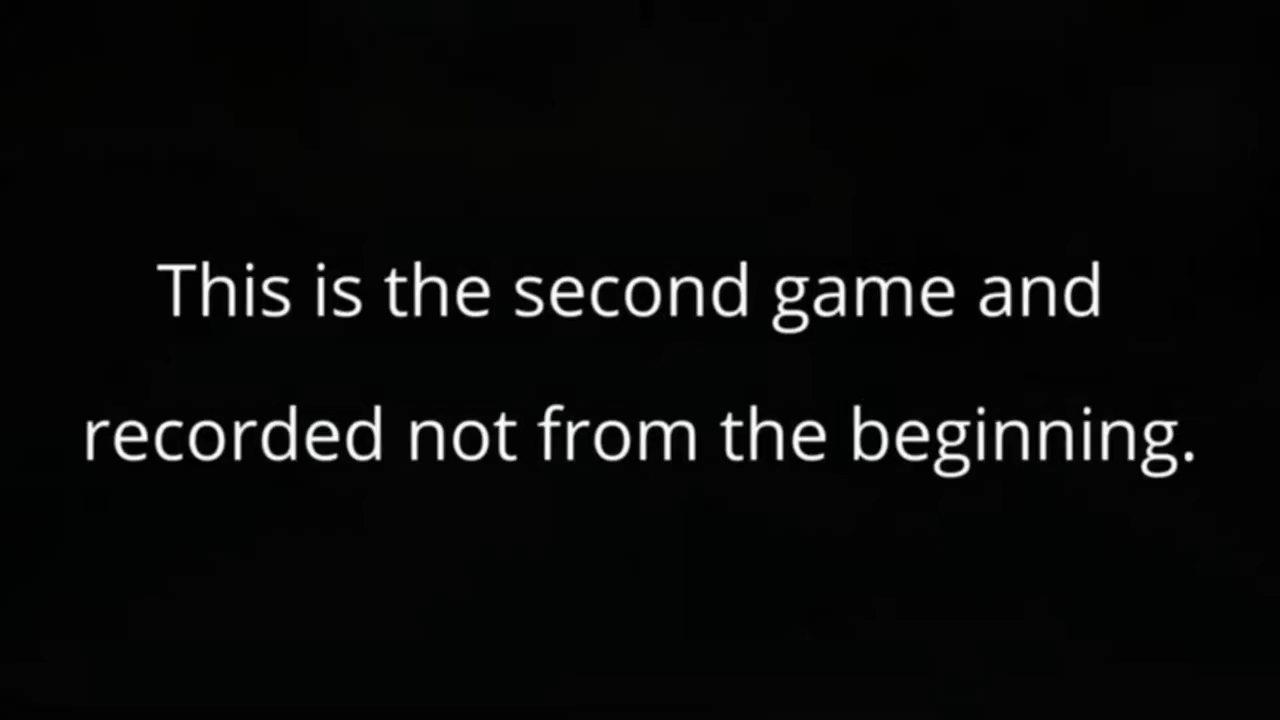 This is the second game and
recorded not from the beginning.